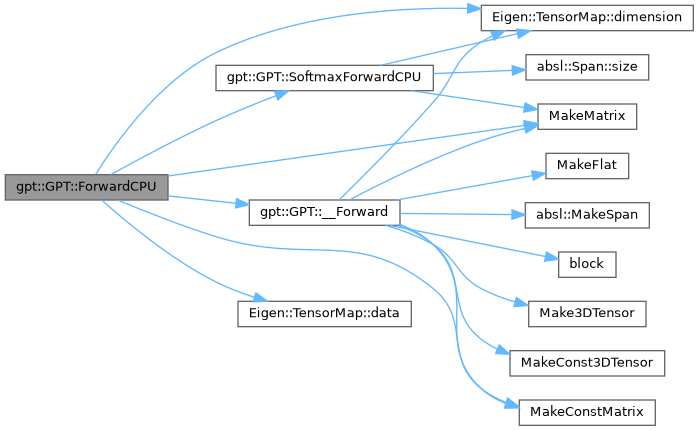 Eigen::TensorMap::dimension
gpt::GPT::SoftmaxForwardCPU
absl::Span::size
MakeMatrix
MakeFlat
gpt::GPT::ForwardCPU
gpt::GPT::__Forward
absl::MakeSpan
block
Eigen::TensorMap::data
Make3DTensor
MakeConst3DTensor
MakeConstMatrix